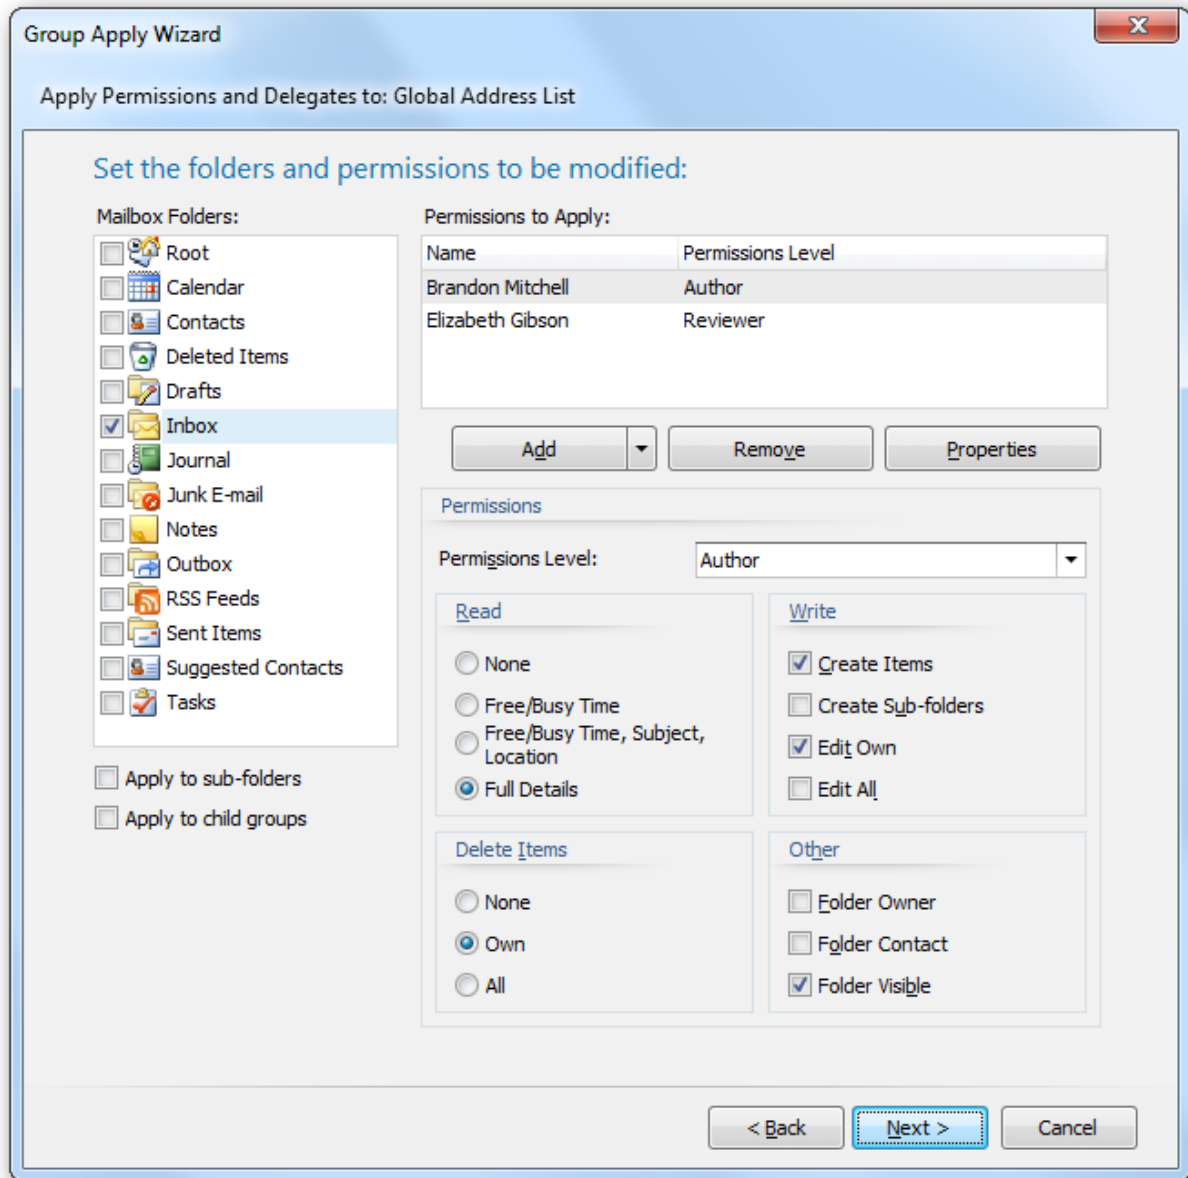 Group Apply Wizard
Apply Permissions and Delegates to: Global Address List
Set the folders and permissions to be modified:
Mailbox Folders:
Root
Calendar
Contacts
Deleted Items
Drafts
Inbox
Journal
Junk E-mail
Notes
Outbox
RSS Feeds
Sent Items
Suggested Contacts
Tasks
Apply to sub-folders
Apply to child groups
Permissions to Apply:
Name Permissions Level
Brandon Mitchell Author
Elizabeth Gibson Reviewer
Add Remove Properties
Permissions
Permissions Level: Author
Read
None
Free/Busy Time
Free/Busy Time, Subject,
Location
Full Details
Write
Create Items
Create Sub-folders
Edit Own
Edit All
Delete Items
None
Own
All
Other
Folder Owner
Folder Contact
Folder Visible
< Back Next > Cancel